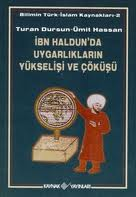 Bilimin Türk-İslam Kaynakları-2
Turan Dursun-Ümit Hassan
İBN HALDUN'DA
UYGARLIKLARIN
YÜKSELİŞİ VE ÇÖKÜŞÜ
KAYNAK
YAYINLARI